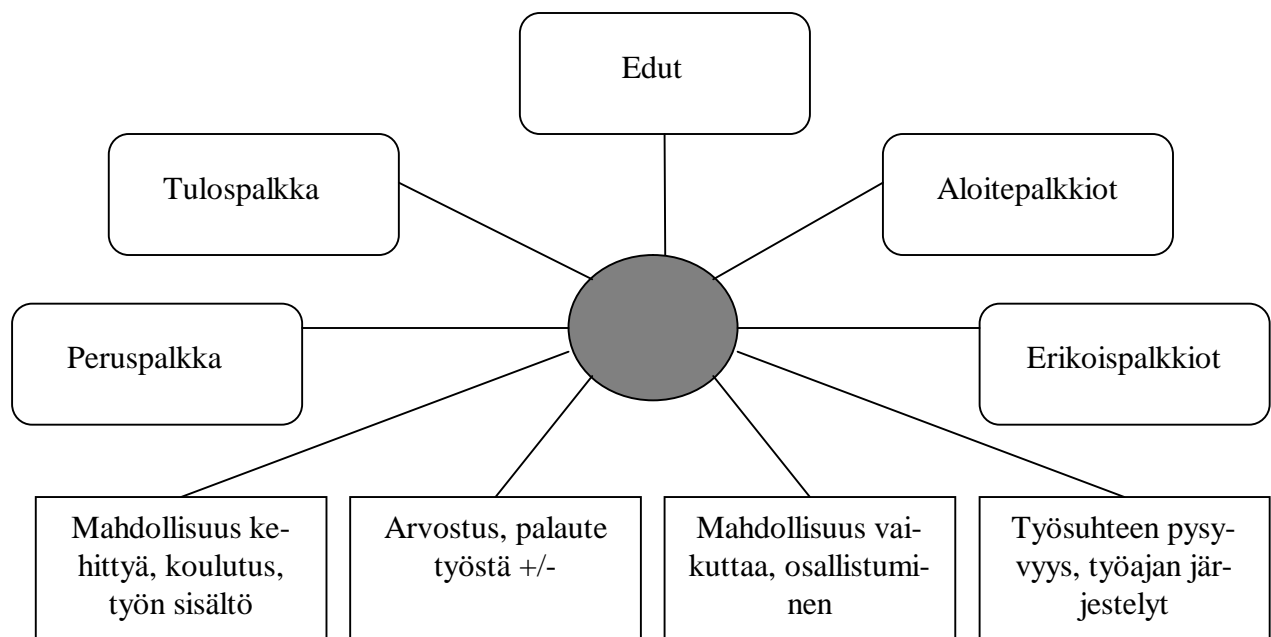 Edut
Tulospalkka
Aloitepalkkiot
Peruspalkka
Erikoispalkkiot
Mahdollisuus ke-
hittyä, koulutus,
työn sisältö
Arvostus, palaute
työstä +/-
Mahdollisuus vai-
kuttaa, osallistumi-
nen
Työsuhteen pysy-
vyys, työajan jär-
jestelyt